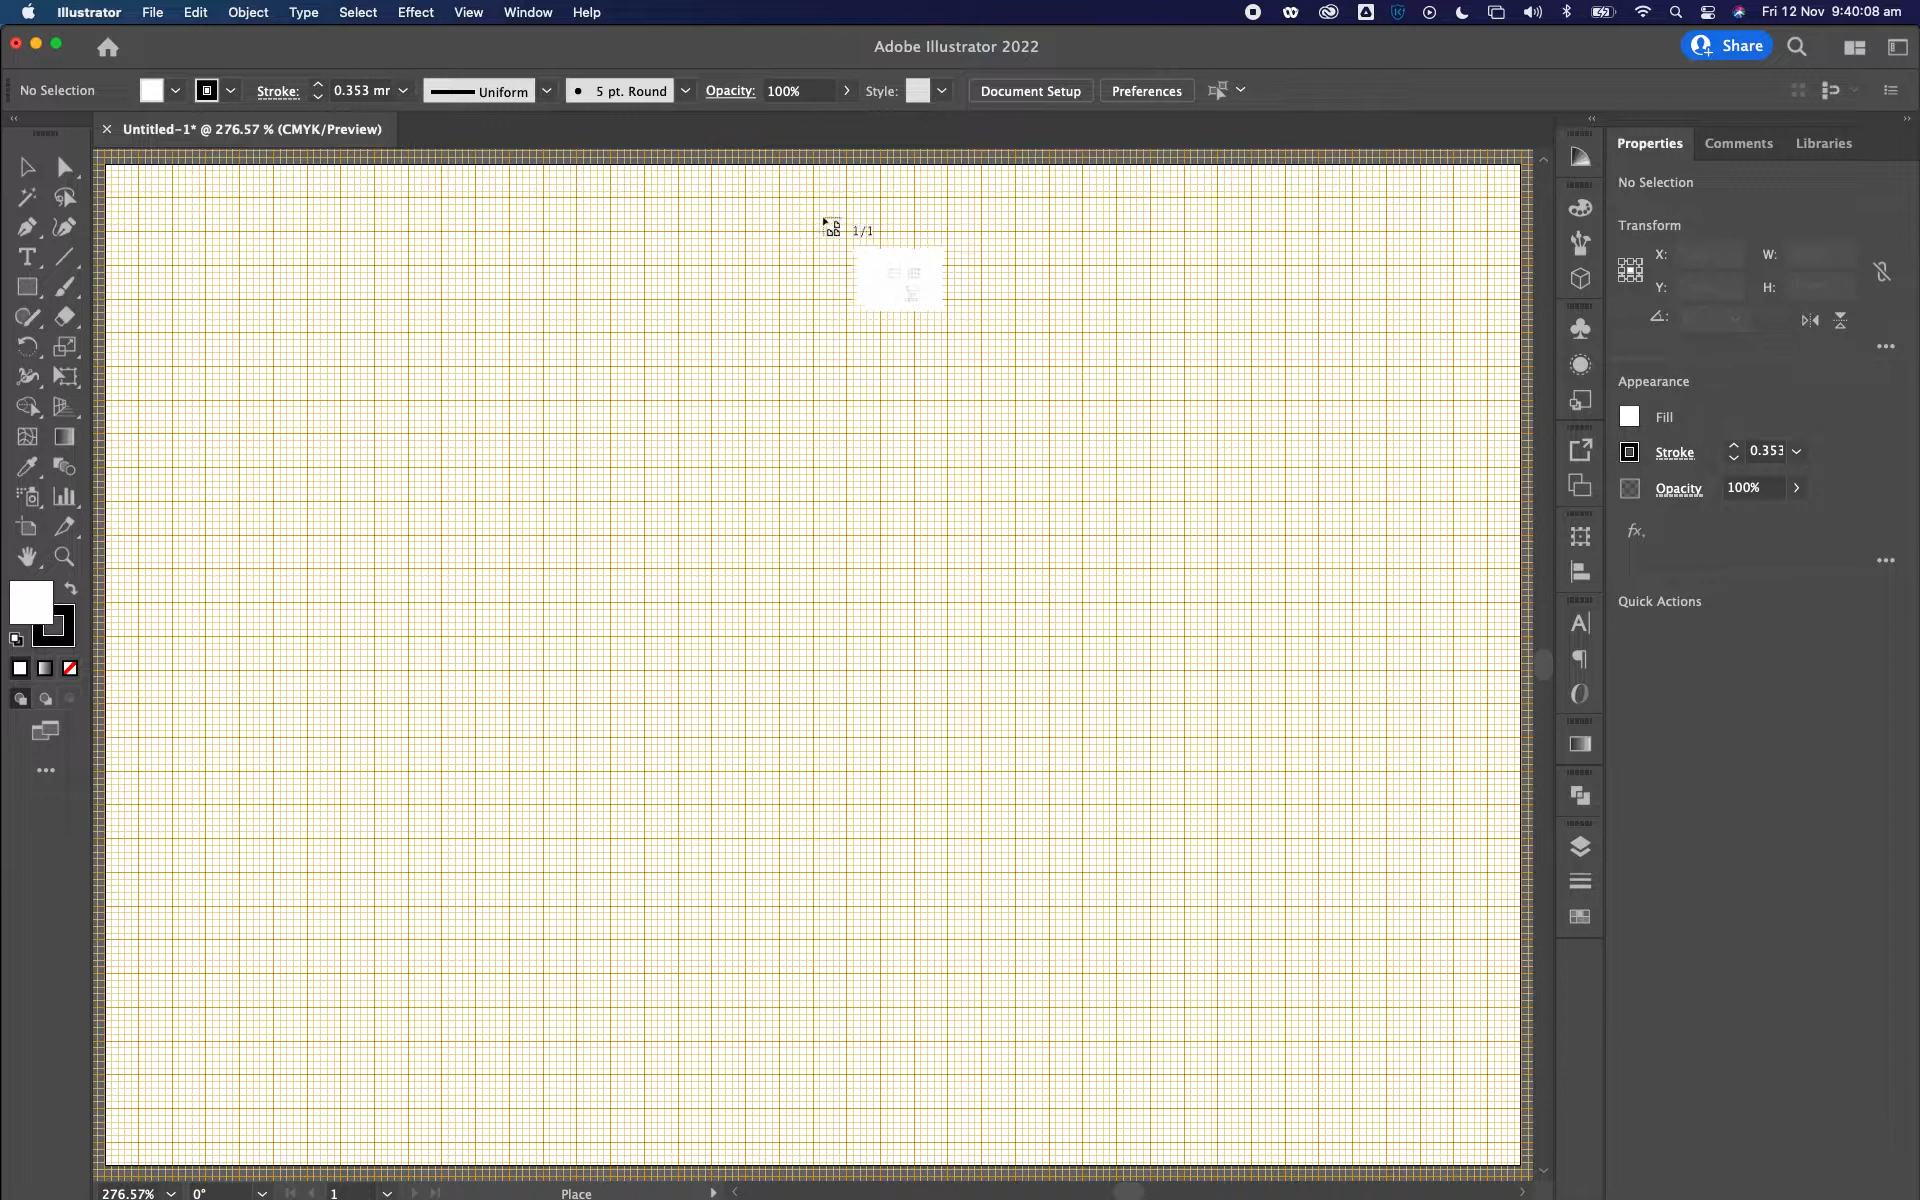 Illustrator File Edit Object Type Select Effect View Window Help Fri 12 Nov 9:40:08 am
Adobe Illustrator 2022
Share
No Selection Stroke: 0.353 mr Uniform 5 pt. Round Opacity: 100% Style: Document Setup Preferences
Untitled-1* @ 276.57 % (CMYK/Preview)
Properties Comments Libraries
No Selection
Transform
X: W:
Y: H:
Appearance
Fill
Stroke 0.353
Opacity 100%
fx
Quick Actions
1/1
276.57% 0° 1 Place